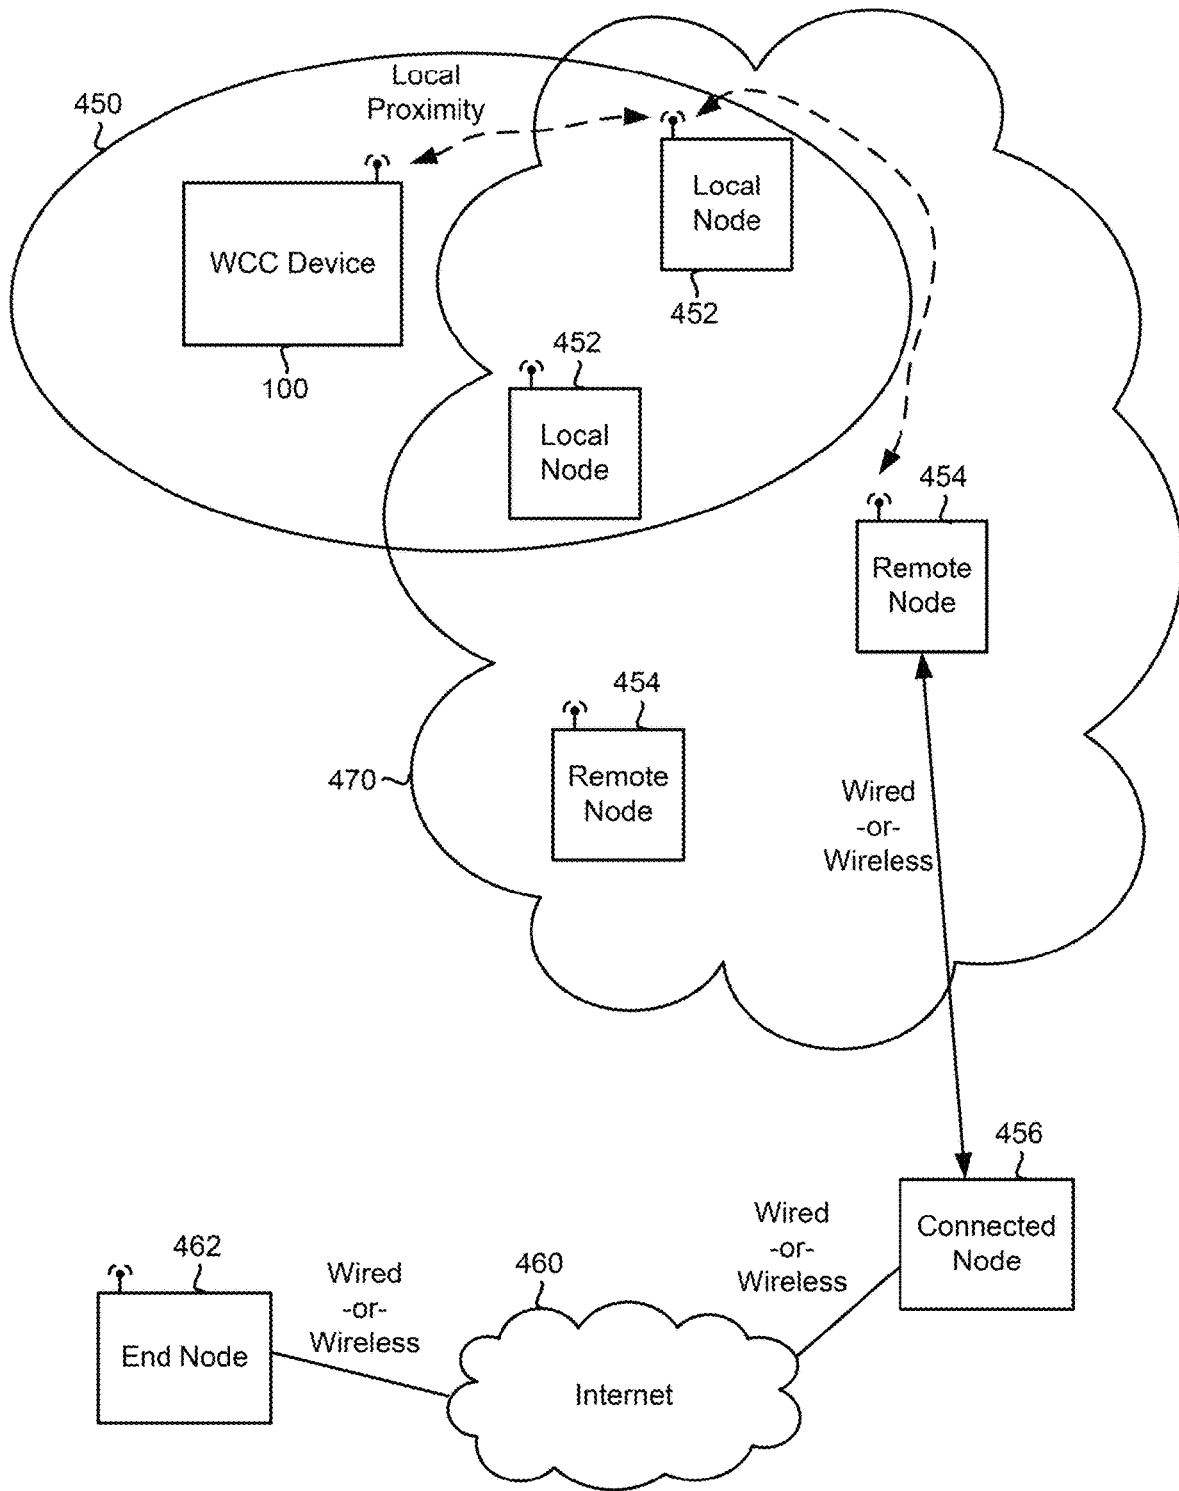 Local
Proximity
450
Local
Node
WCC Device
452
452
100
Local
Node
454
Remote
Node
454
Remote
Node
470
Wired
-or-
Wireless
456
Connected
Node
Wired
-or-
Wireless
462
460
Wired
-or-
Wireless
End Node
Internet